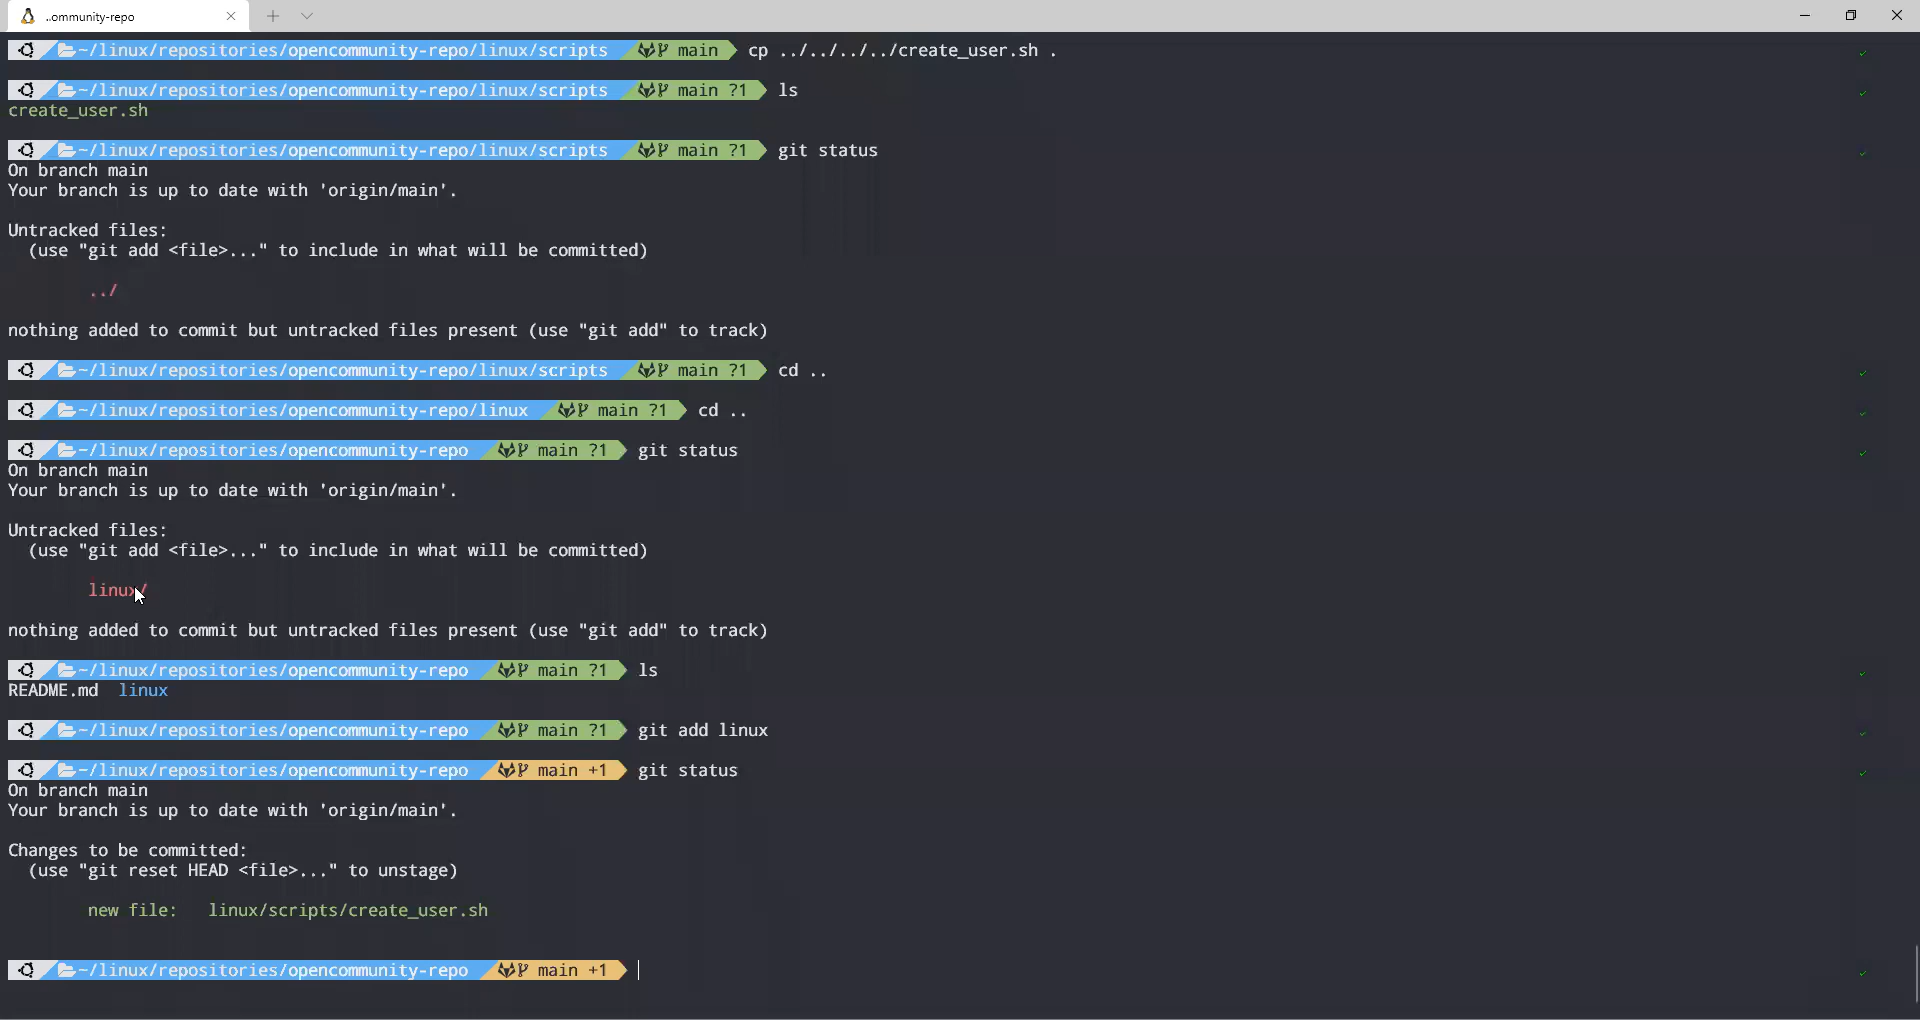 ..ommunity-repo
~/linux/repositories/opencommunity-repo/linux/scripts main cp ../../../../create_user.sh .
~/linux/repositories/opencommunity-repo/linux/scripts main ?1 ls
create_user.sh
~/linux/repositories/opencommunity-repo/linux/scripts main ?1 git status
On branch main
Your branch is up to date with 'origin/main'.
Untracked files:
(use "git add <file>..." to include in what will be committed)
../
nothing added to commit but untracked files present (use "git add" to track)
~/linux/repositories/opencommunity-repo/linux/scripts main ?1 cd ..
~/linux/repositories/opencommunity-repo/linux main ?1 cd ..
~/linux/repositories/opencommunity-repo main ?1 git status
On branch main
Your branch is up to date with 'origin/main'.
Untracked files:
(use "git add <file>..." to include in what will be committed)
linux/
nothing added to commit but untracked files present (use "git add" to track)
~/linux/repositories/opencommunity-repo main ?1 ls
README.md linux
~/linux/repositories/opencommunity-repo main ?1 git add linux
~/linux/repositories/opencommunity-repo main +1 git status
On branch main
Your branch is up to date with 'origin/main'.
Changes to be committed:
(use "git reset HEAD <file>..." to unstage)
new file: linux/scripts/create_user.sh
~/linux/repositories/opencommunity-repo main +1